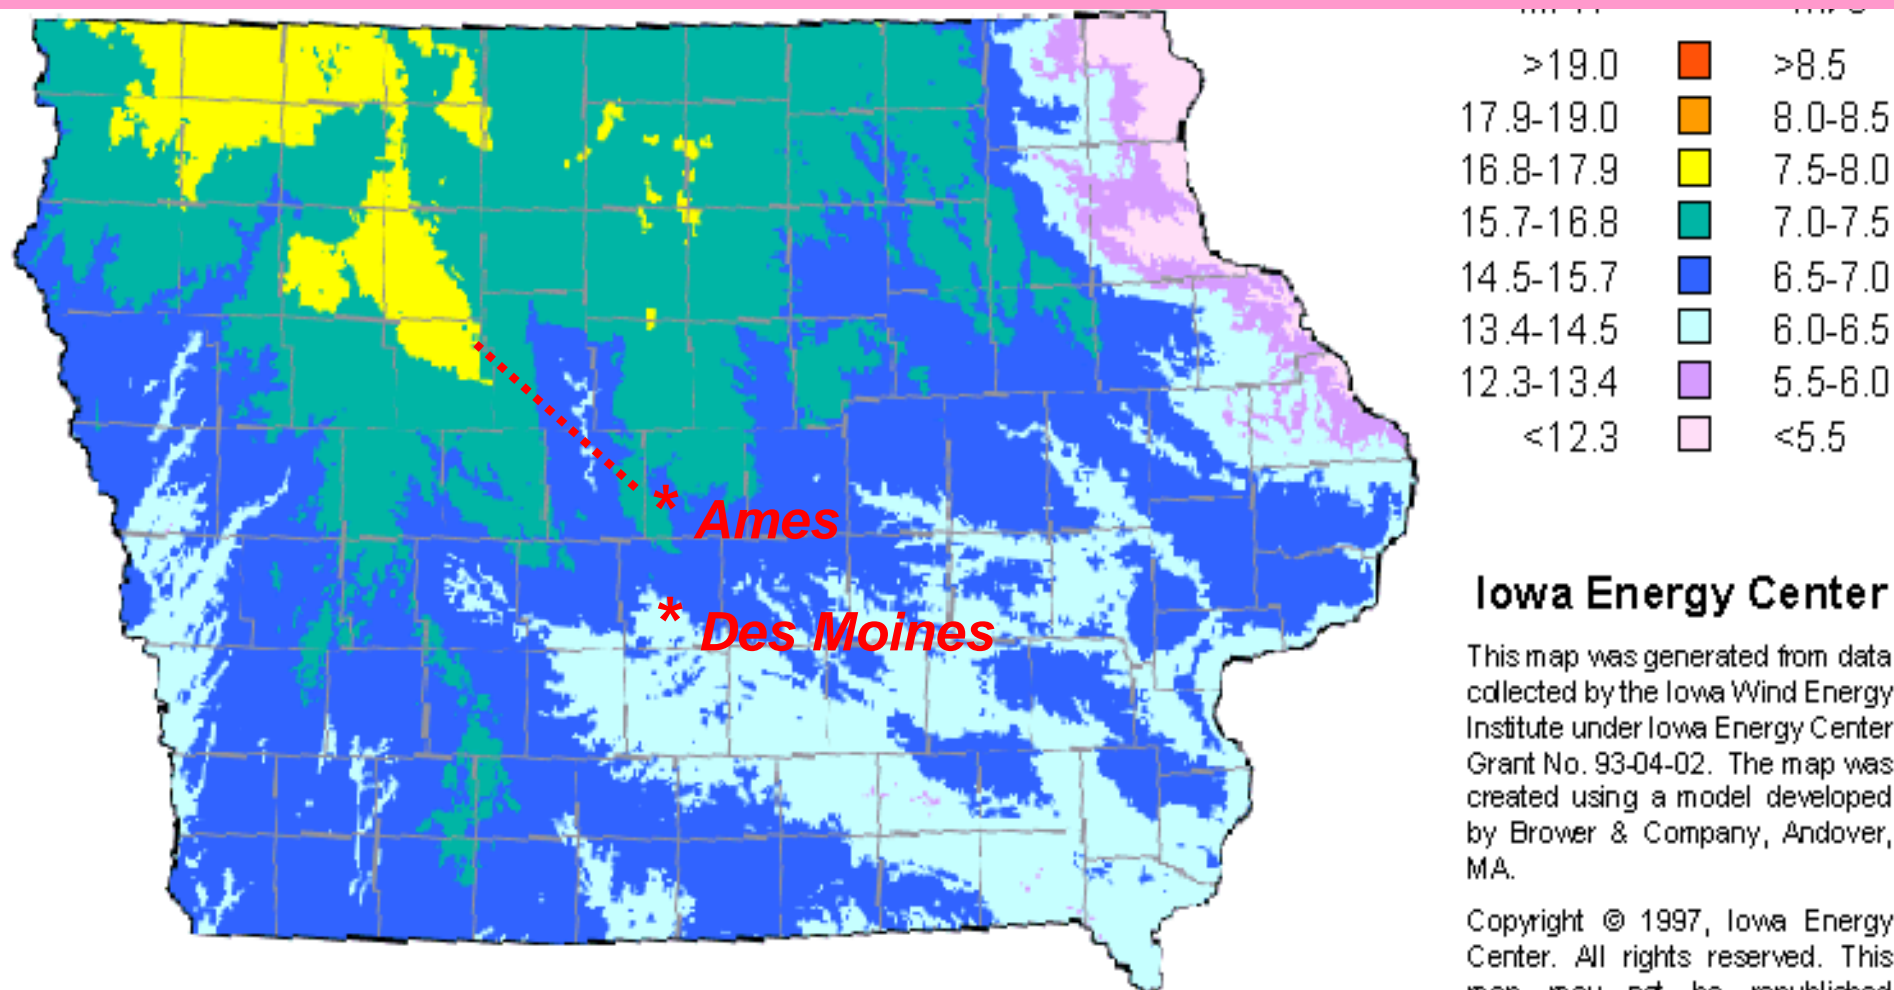 >19.0 >8.5
17.9-19.0 8.0-8.5
16.8-17.9 7.5-8.0
15.7-16.8 7.0-7.5
14.5-15.7 6.5-7.0
13.4-14.5 6.0-6.5
12.3-13.4 5.5-6.0
<12.3 <5.5
* Ames
* Des Moines
Iowa Energy Center
This map was generated from data
collected by the Iowa Wind Energy
Institute under Iowa Energy Center
Grant No. 93-04-02. The map was
created using a model developed
by Brower & Company, Andover,
MA.
Copyright © 1997, Iowa Energy
Center. All rights reserved. This
map may not be republished